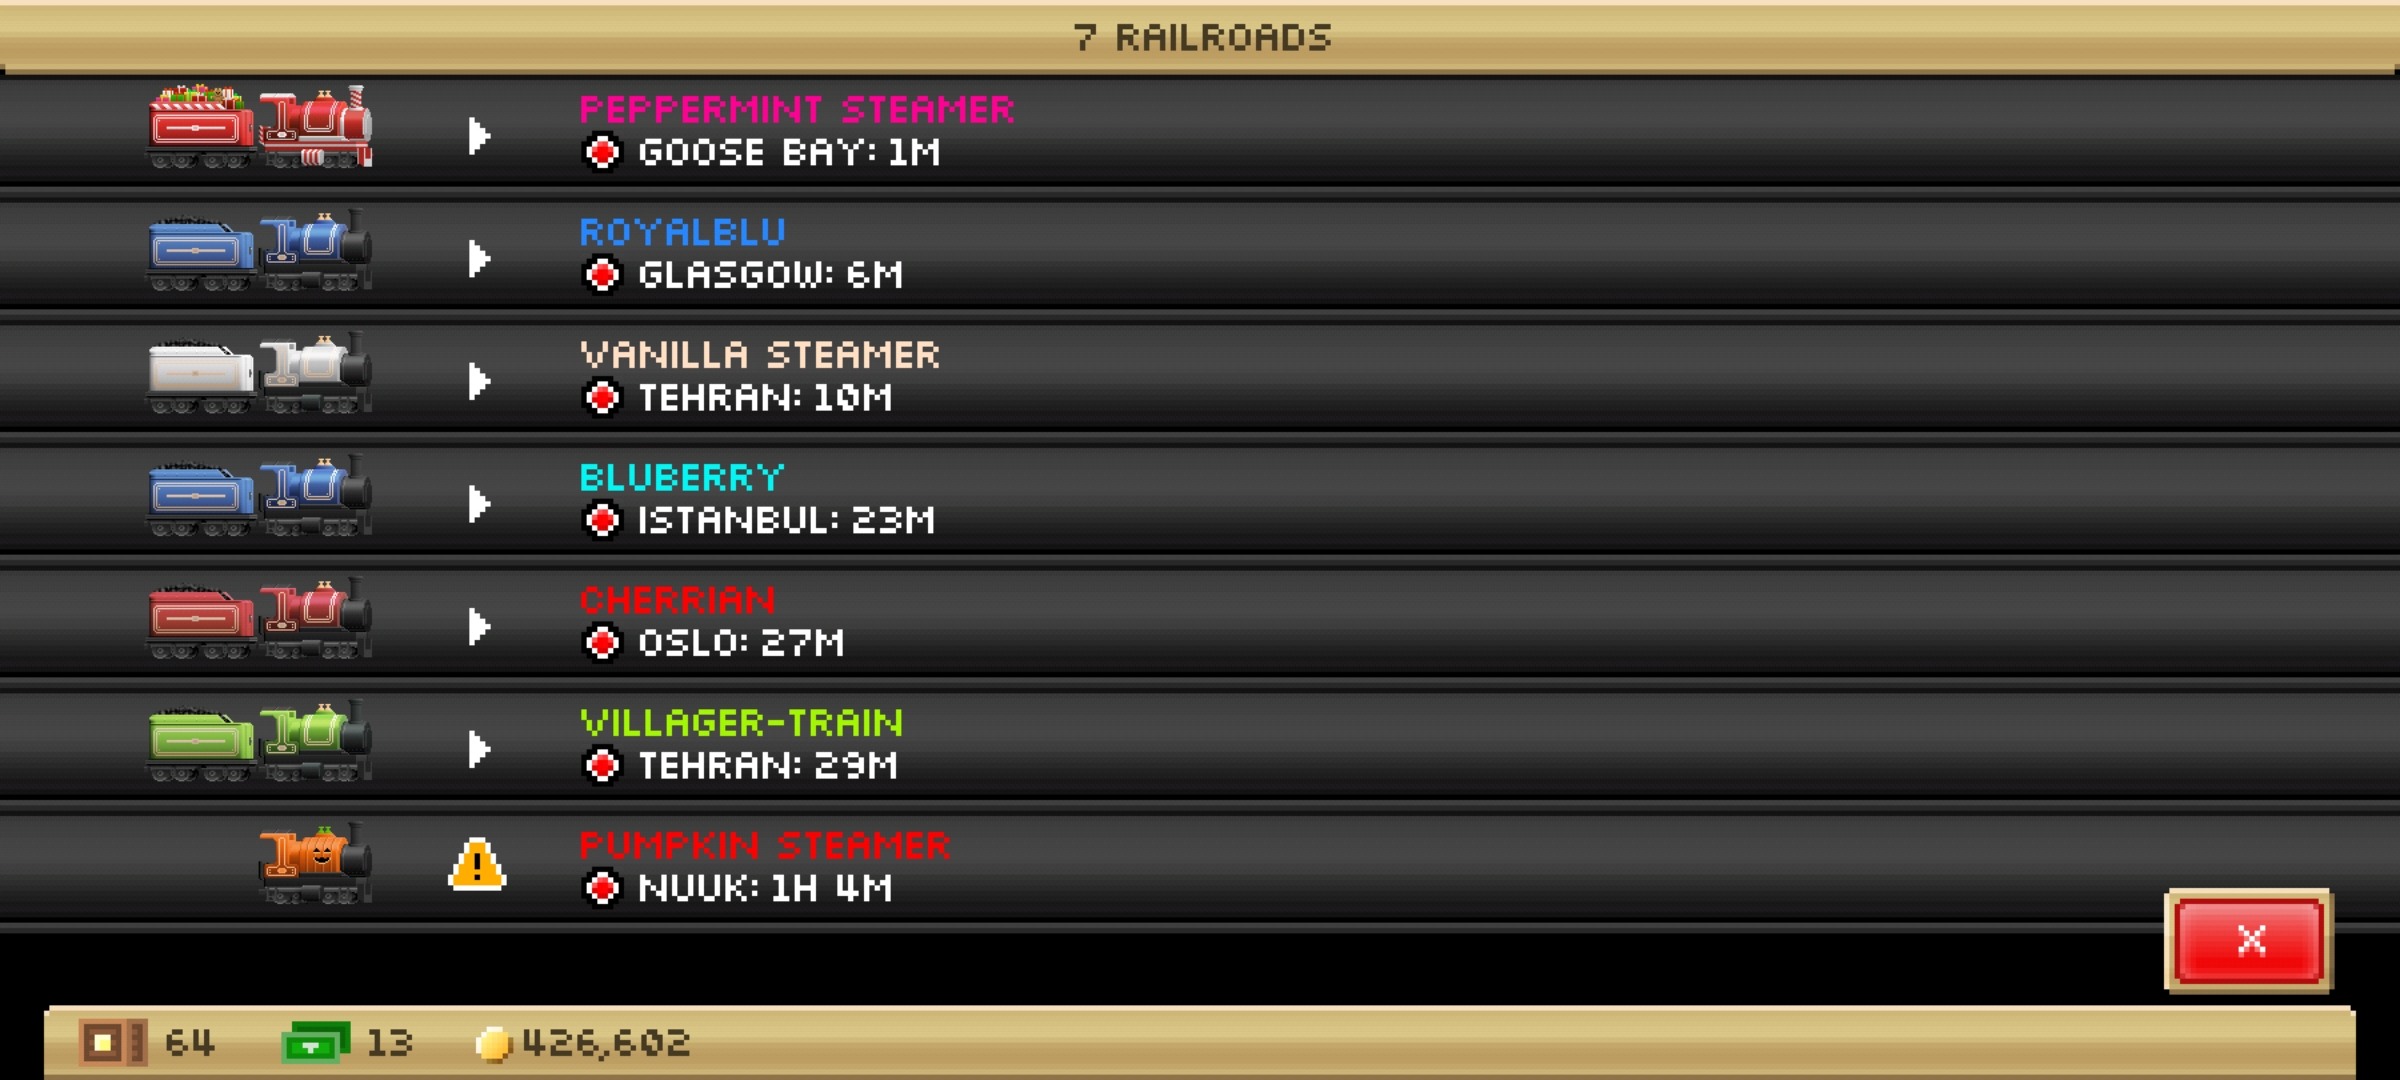 7 RAILROADS
PEPPERMINT STEAMER
GOOSE BAY: 1M
ROYALBLU
GLASGOW: 6M
VANILLA STEAMER
TEHRAN: 10M
BLUBERRY
ISTANBUL: 23M
CHERRIAN
OSLO: 27M
VILLAGER-TRAIN
TEHRAN: 29M
PUMPKIN STEAMER
NUUK: 1H 4M
X
64 13 426,602